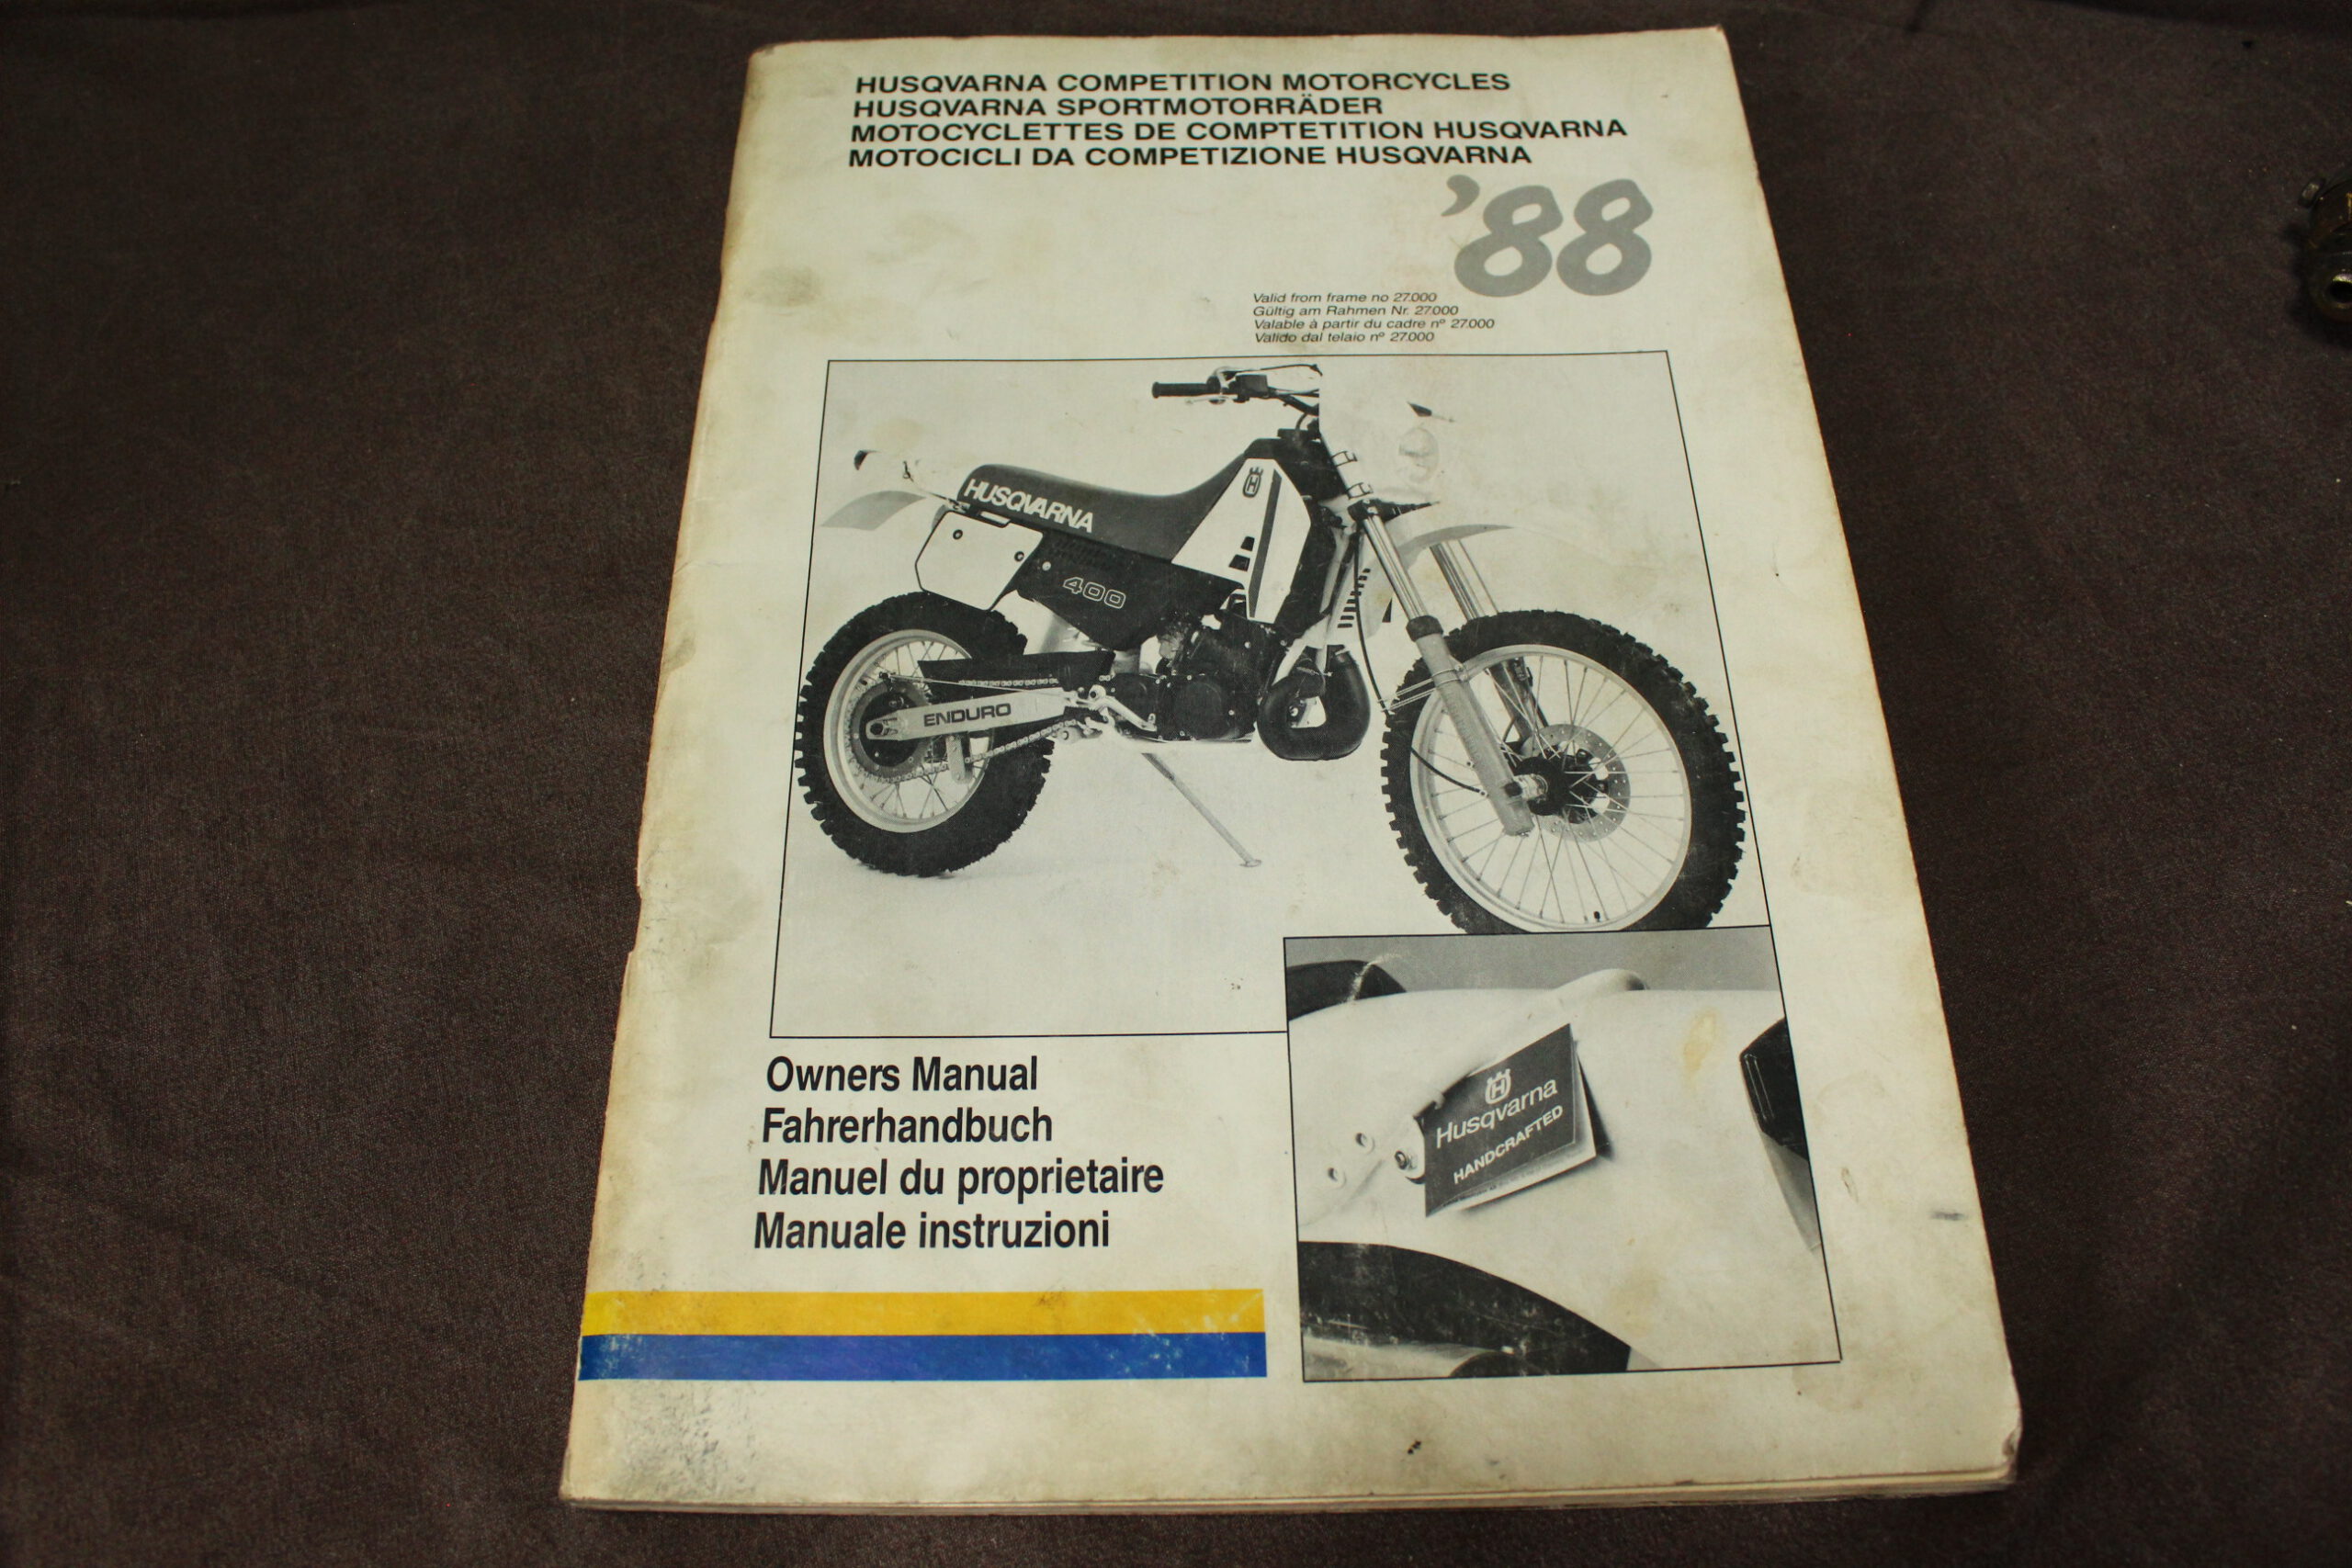 HUSQVARNA COMPETITION MOTORCYCLES
HUSQVARNA SPORTMOTORRÄDER
MOTOCYCLETTES DE COMPTETITION HUSQVARNA
MOTOCICLI DA COMPETIZIONE HUSQVARNA
'88
Valid from frame no 27.000
Gültig am Rahmen Nr. 27.000
Valable à partir du cadre nº 27.000
Valido dal telaio nº 27.000
HUSQVARNA
400
ENDURO
Husqvarna
HANDCRAFTED
Owners Manual
Fahrerhandbuch
Manuel du proprietaire
Manuale instruzioni